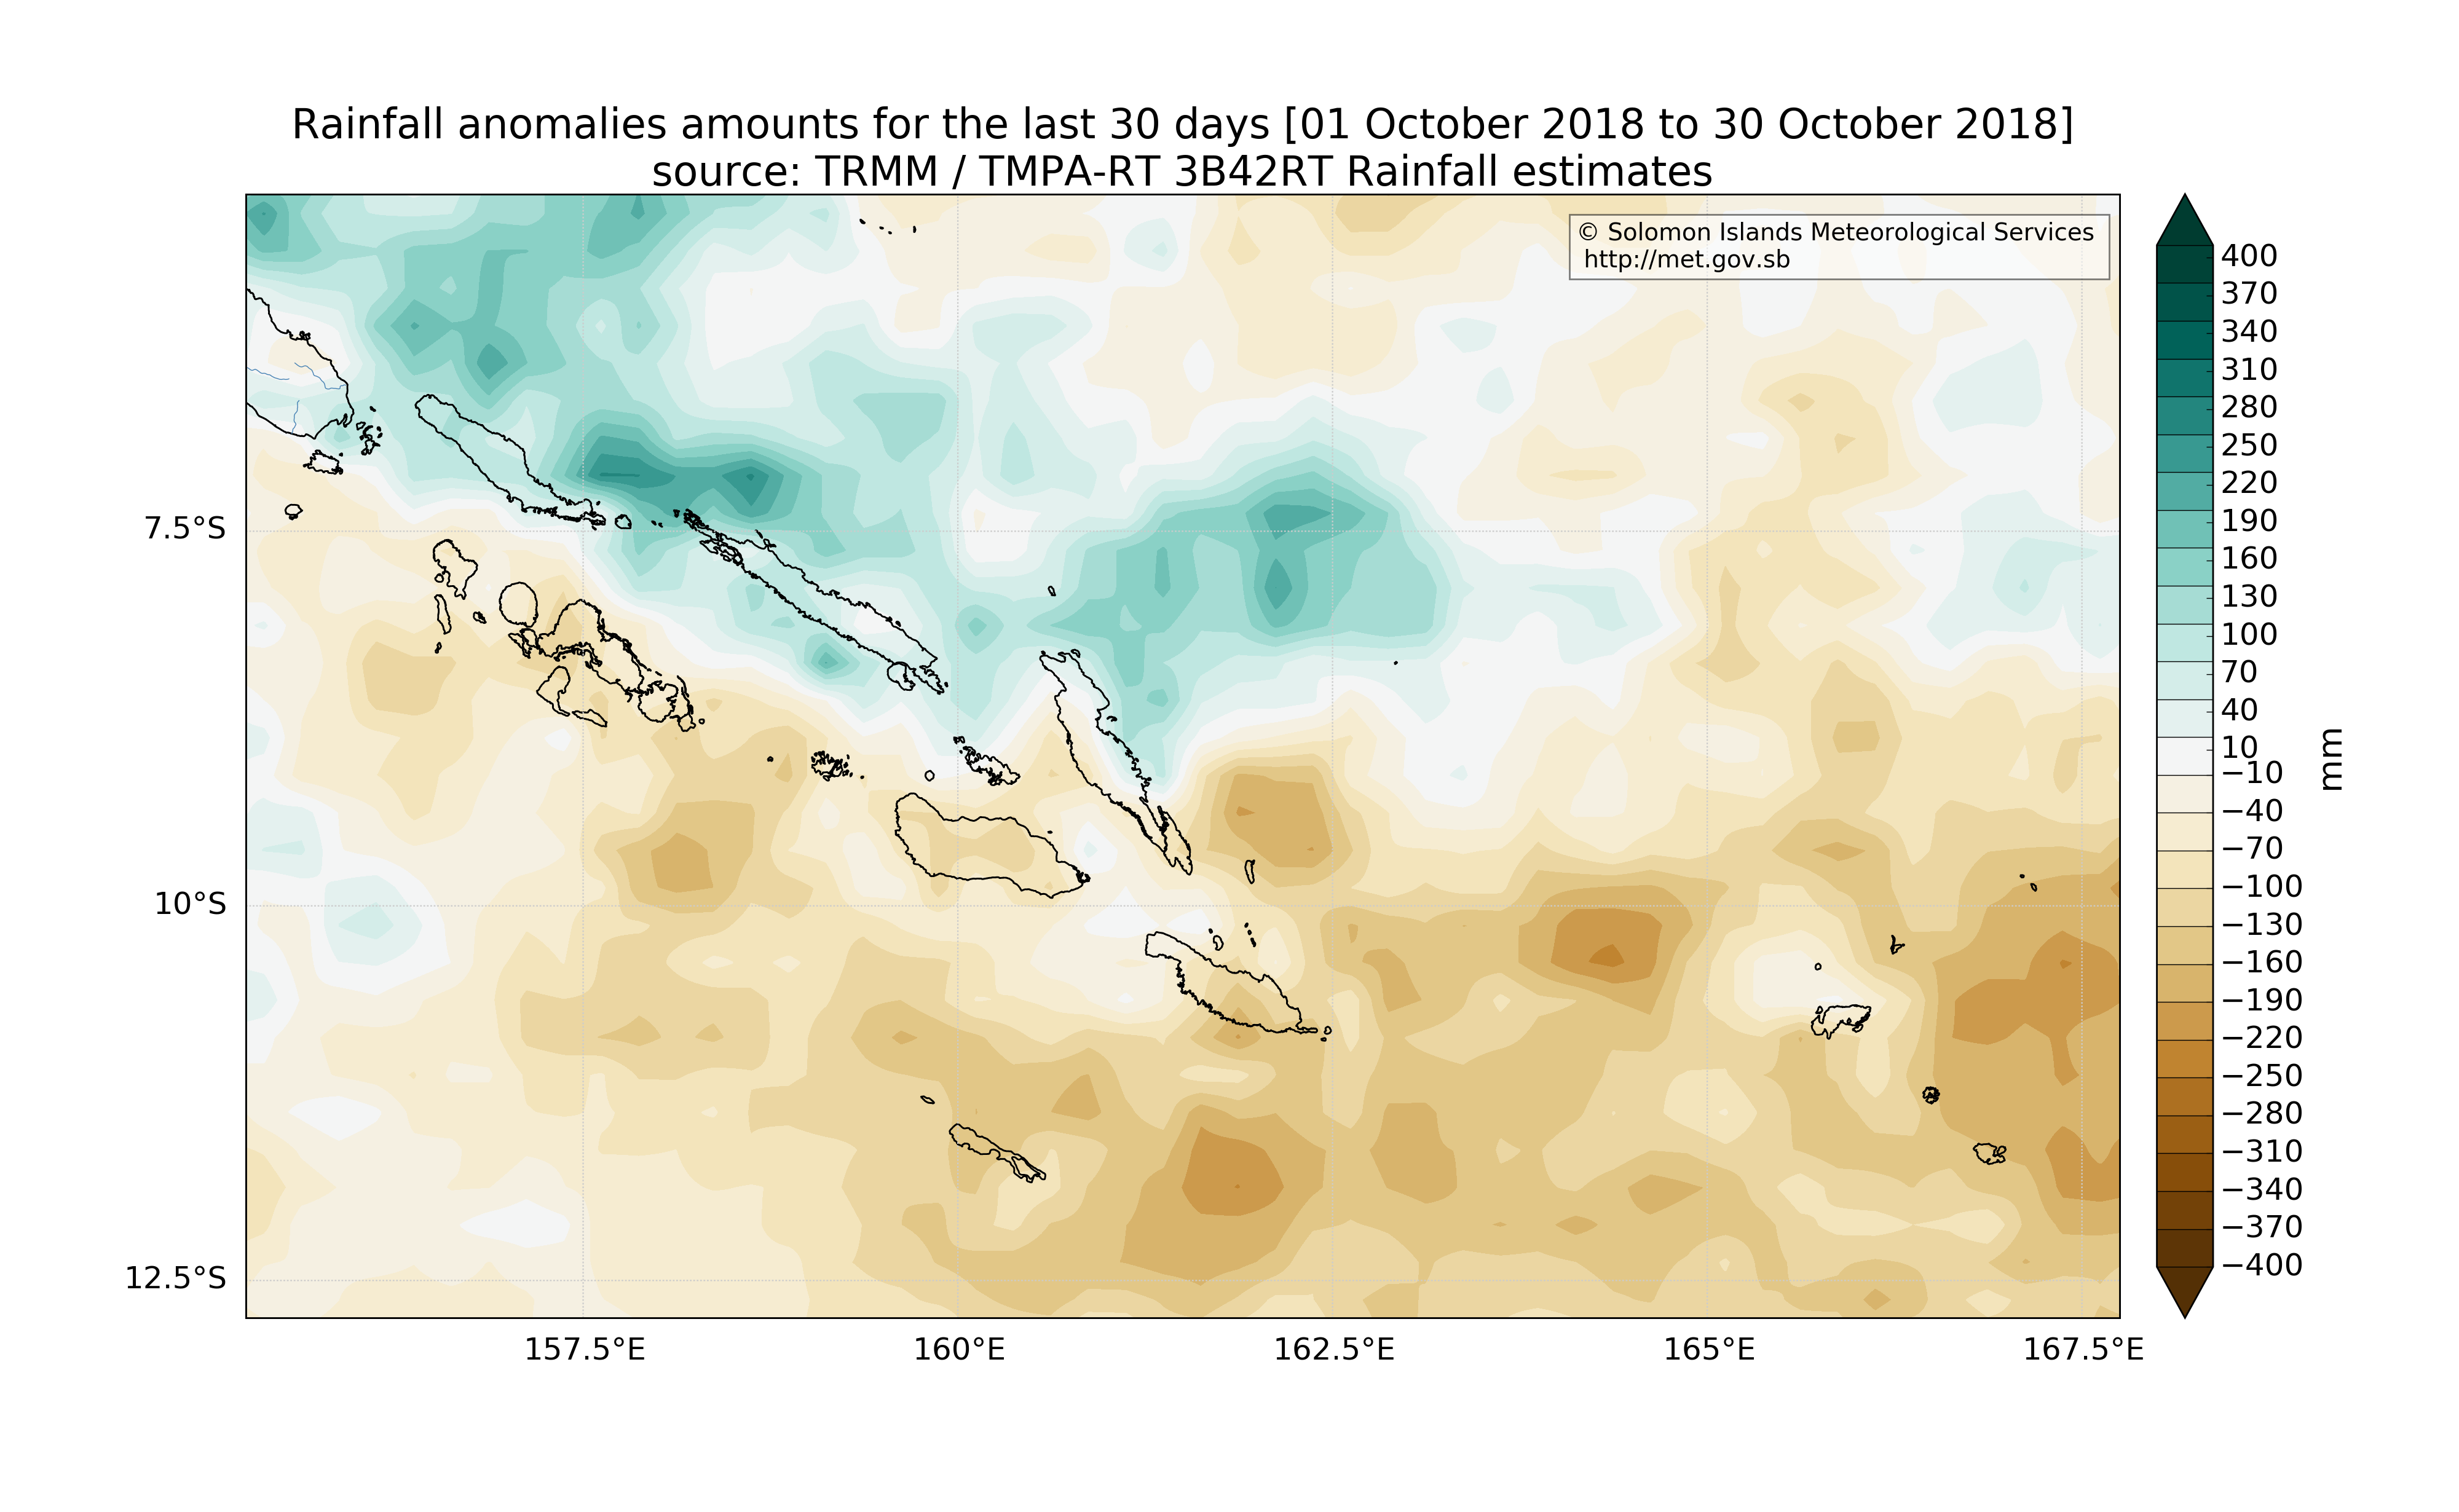 Rainfall anomalies amounts for the last 30 days [01 October 2018 to 30 October 2018]
source: TRMM / TMPA-RT 3B42RT Rainfall estimates
© Solomon Islands Meteorological Services
http://met.gov.sb
7.5°S
10°S
12.5°S
157.5°E
160°E
162.5°E
165°E
167.5°E
400
370
340
310
280
250
220
190
160
130
100
70
40
10
−10
−40
−70
−100
−130
−160
−190
−220
−250
−280
−310
−340
−370
−400
mm